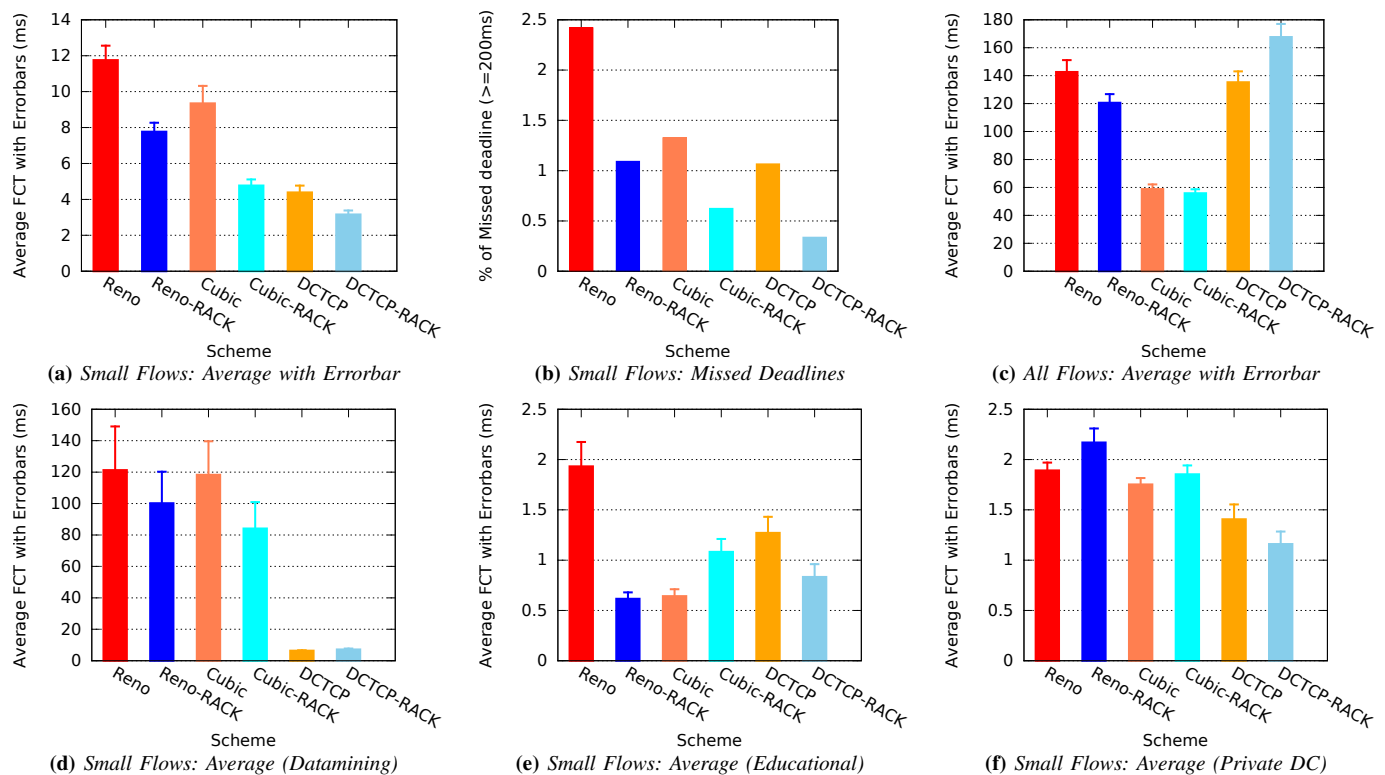 Average FCT with Errorbars (ms)
14
12
10
8
6
4
2
0
Reno
Reno-RACK
Cubic
Cubic-RACK
DCTCP
DCTCP-RACK
Scheme
(a) Small Flows: Average with Errorbar
% of Missed deadline (>=200ms)
2.5
2
1.5
1
0.5
0
Reno
Reno-RACK
Cubic
Cubic-RACK
DCTCP
DCTCP-RACK
Scheme
(b) Small Flows: Missed Deadlines
Average FCT with Errorbars (ms)
180
160
140
120
100
80
60
40
20
0
Reno
Reno-RACK
Cubic
Cubic-RACK
DCTCP
DCTCP-RACK
Scheme
(c) All Flows: Average with Errorbar
Average FCT with Errorbars (ms)
160
140
120
100
80
60
40
20
0
Reno
Reno-RACK
Cubic
Cubic-RACK
DCTCP
DCTCP-RACK
Scheme
(d) Small Flows: Average (Datamining)
Average FCT with Errorbars (ms)
2.5
2
1.5
1
0.5
0
Reno
Reno-RACK
Cubic
Cubic-RACK
DCTCP
DCTCP-RACK
Scheme
(e) Small Flows: Average (Educational)
Average FCT with Errorbars (ms)
2.5
2
1.5
1
0.5
0
Reno
Reno-RACK
Cubic
Cubic-RACK
DCTCP
DCTCP-RACK
Scheme
(f) Small Flows: Average (Private DC)